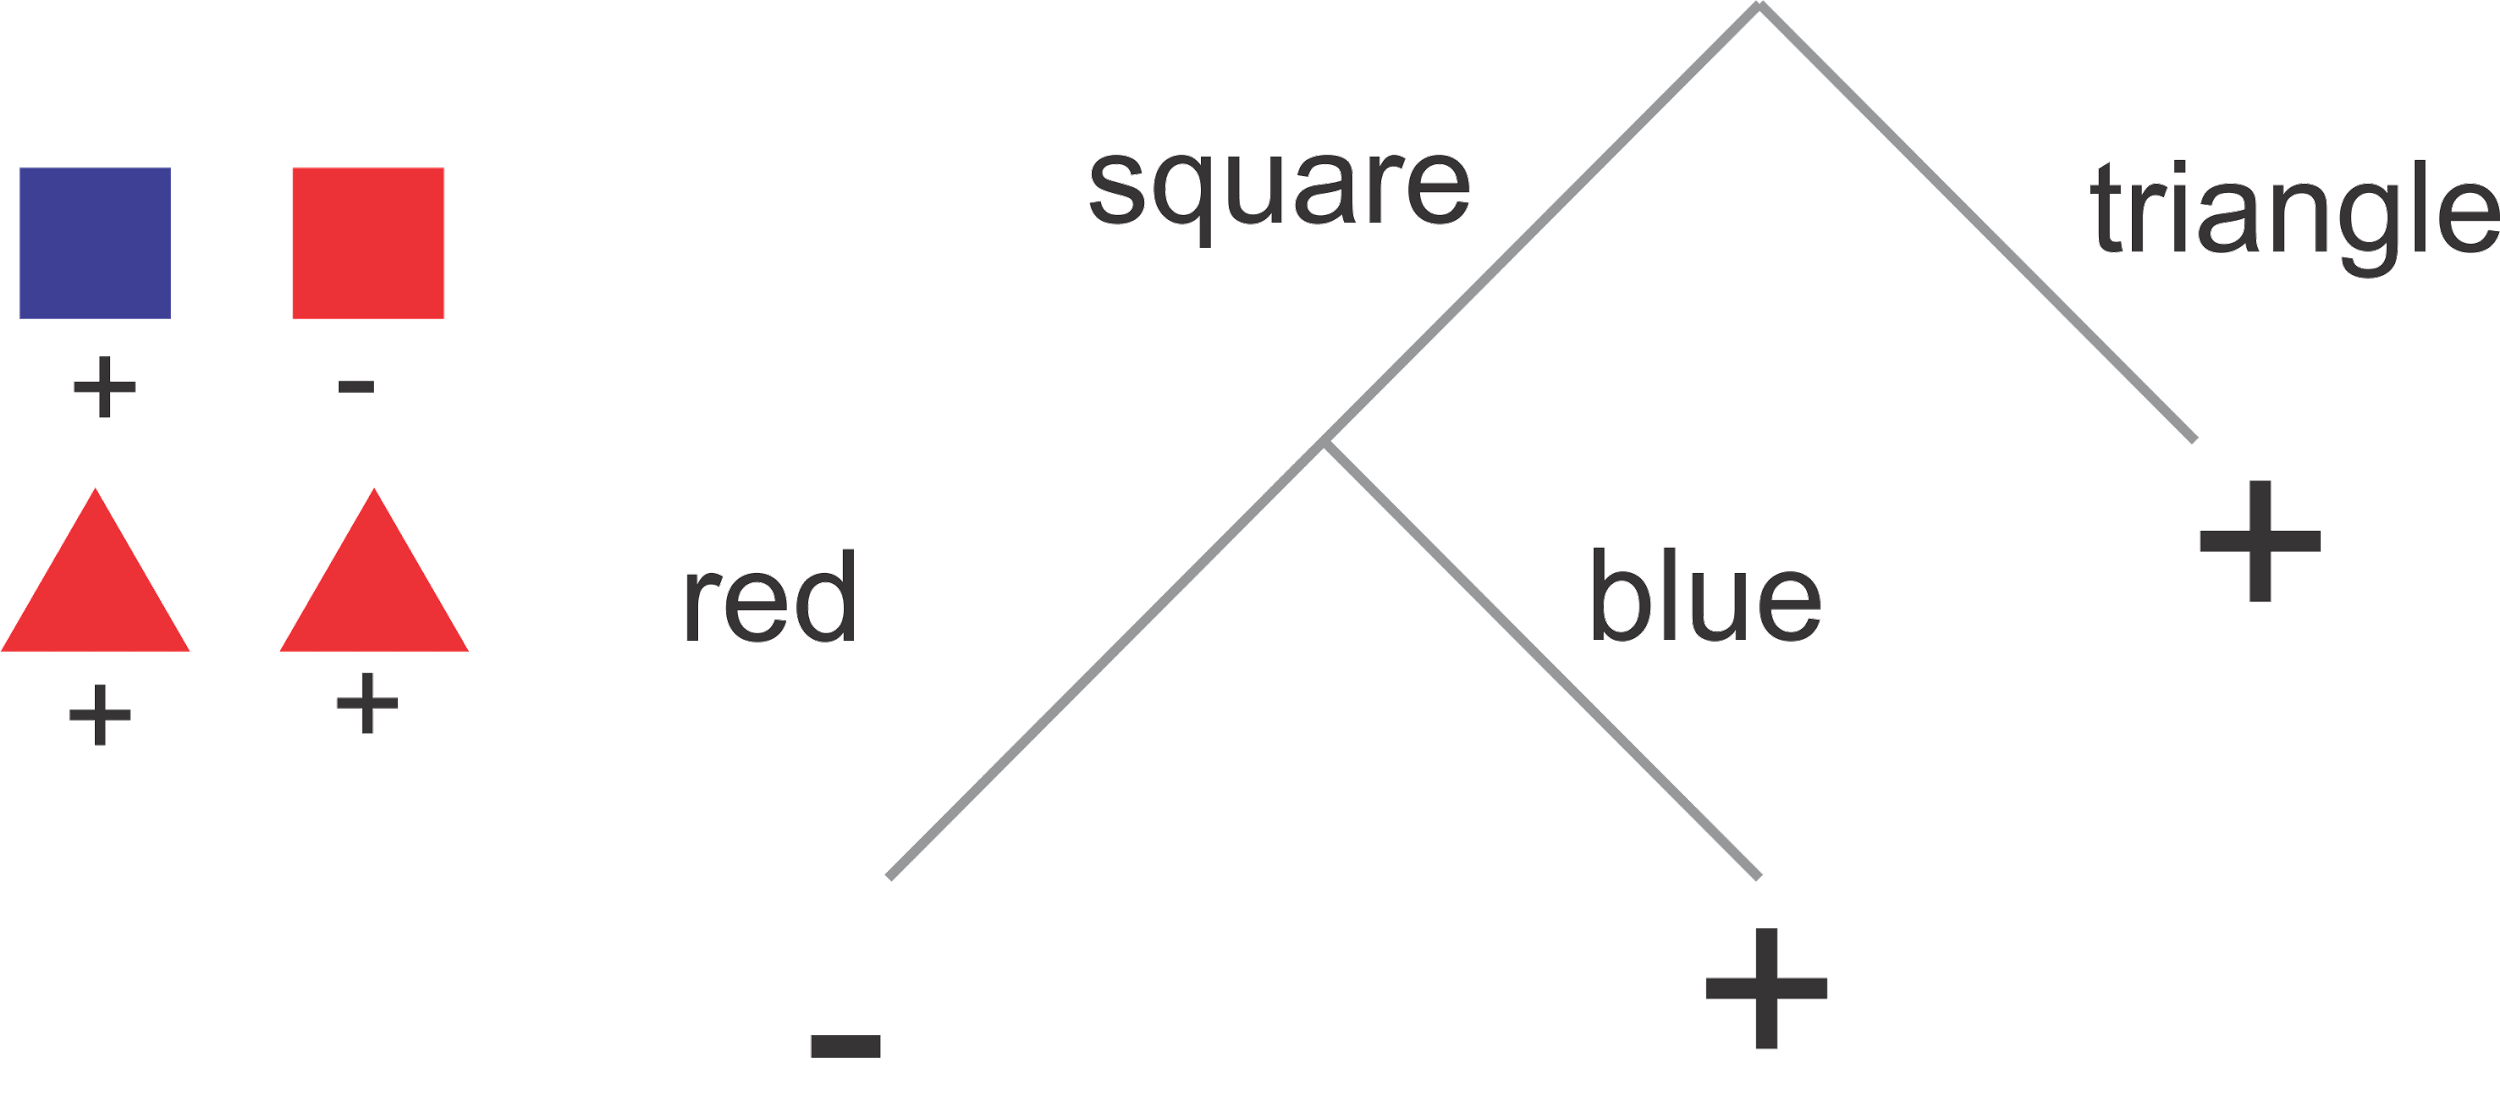 square triangle
+ -
red blue +
+ +
- +